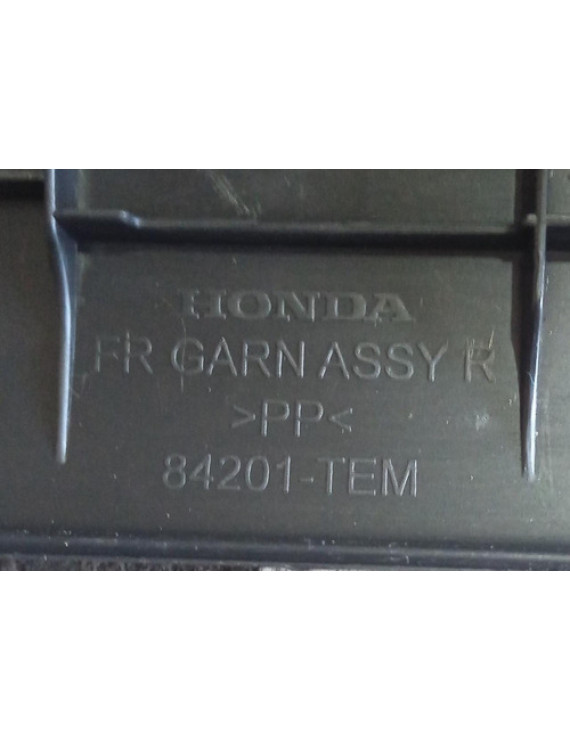 HONDA
FR GARN ASSY R
>PP<
84201-TEM